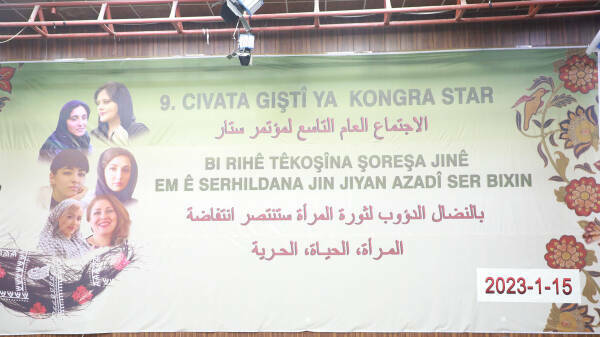 9. CIVATA GIŞTÎ YA KONGRA STAR
الاجتماع العام التاسع لمؤتمر ستار
BI RIHÊ TÊKOŞÎNA ŞOREŞA JINÊ
EM Ê SERHILDANA JIN JIYAN AZADÎ SER BIXIN
بالنضال الدؤوب لثورة المرأة ستنتصر انتفاضة
المرأة، الحياة، الحرية
2023-1-15